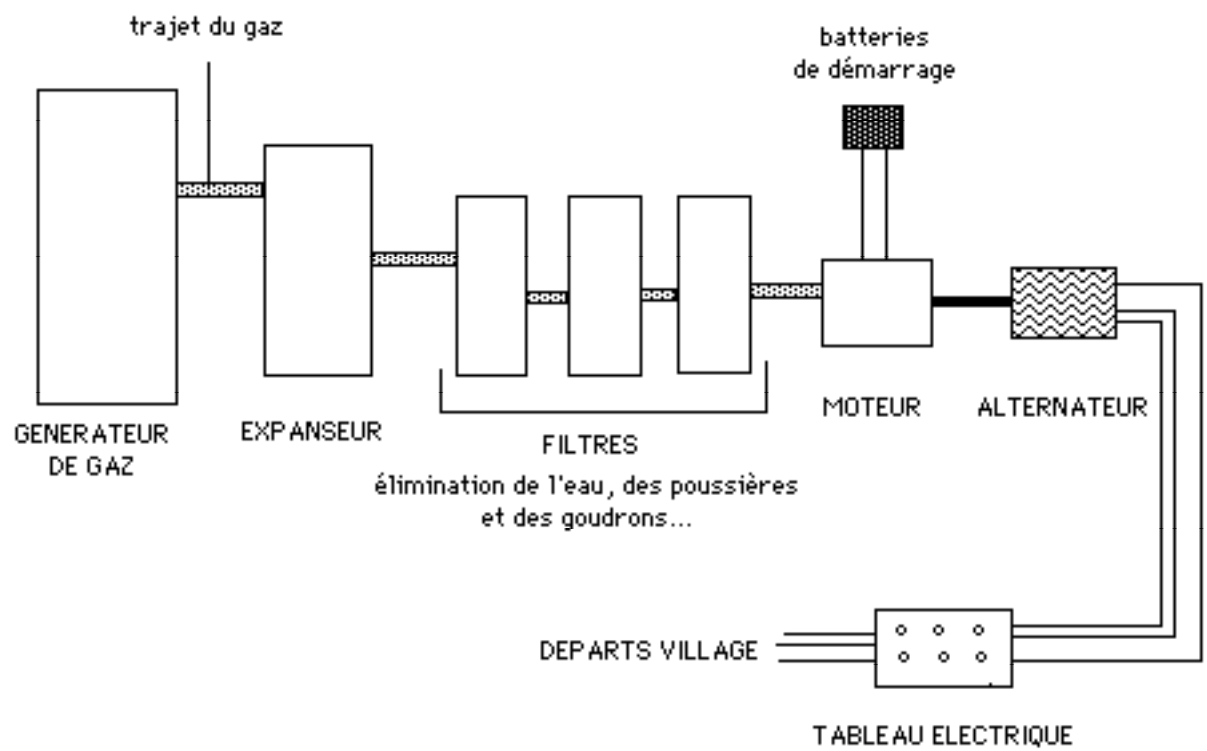 trajet du gaz
batteries
de démarrage
GENERATEUR
DE GAZ
EXPANSEUR
FILTRES
élimination de l'eau, des poussières
et des goudrons...
MOTEUR
ALTERNATEUR
DEPARTS VILLAGE
TABLEAU ELECTRIQUE